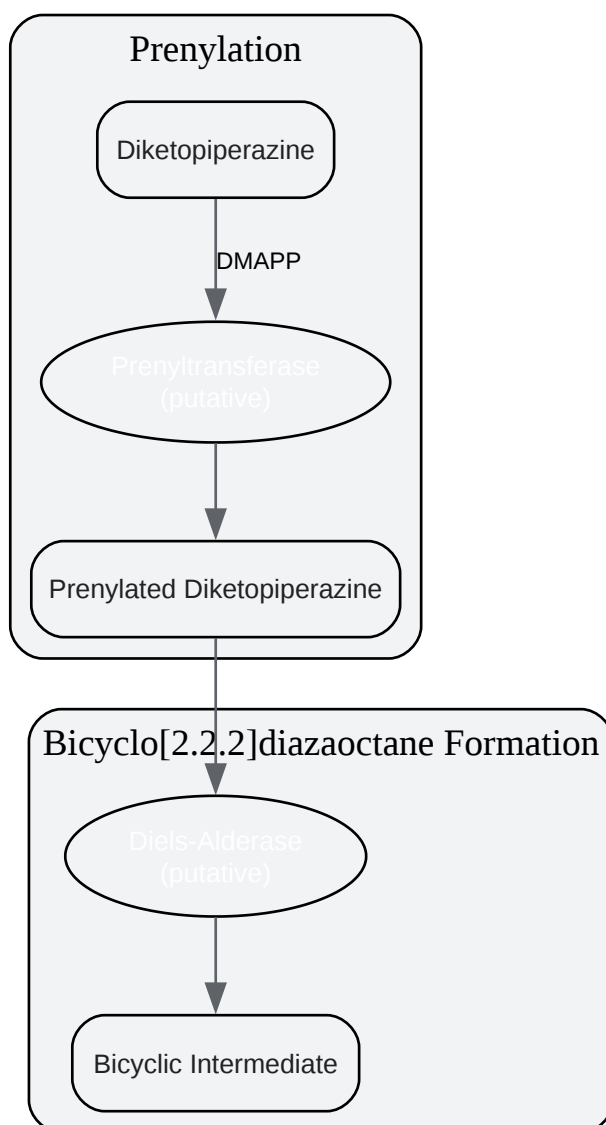 Prenylation
Diketopiperazine
DMAPP
Prenyltransferase
(putative)
Prenylated Diketopiperazine
Bicyclo[2.2.2]diazaoctane Formation
Diels-Alderase
(putative)
Bicyclic Intermediate